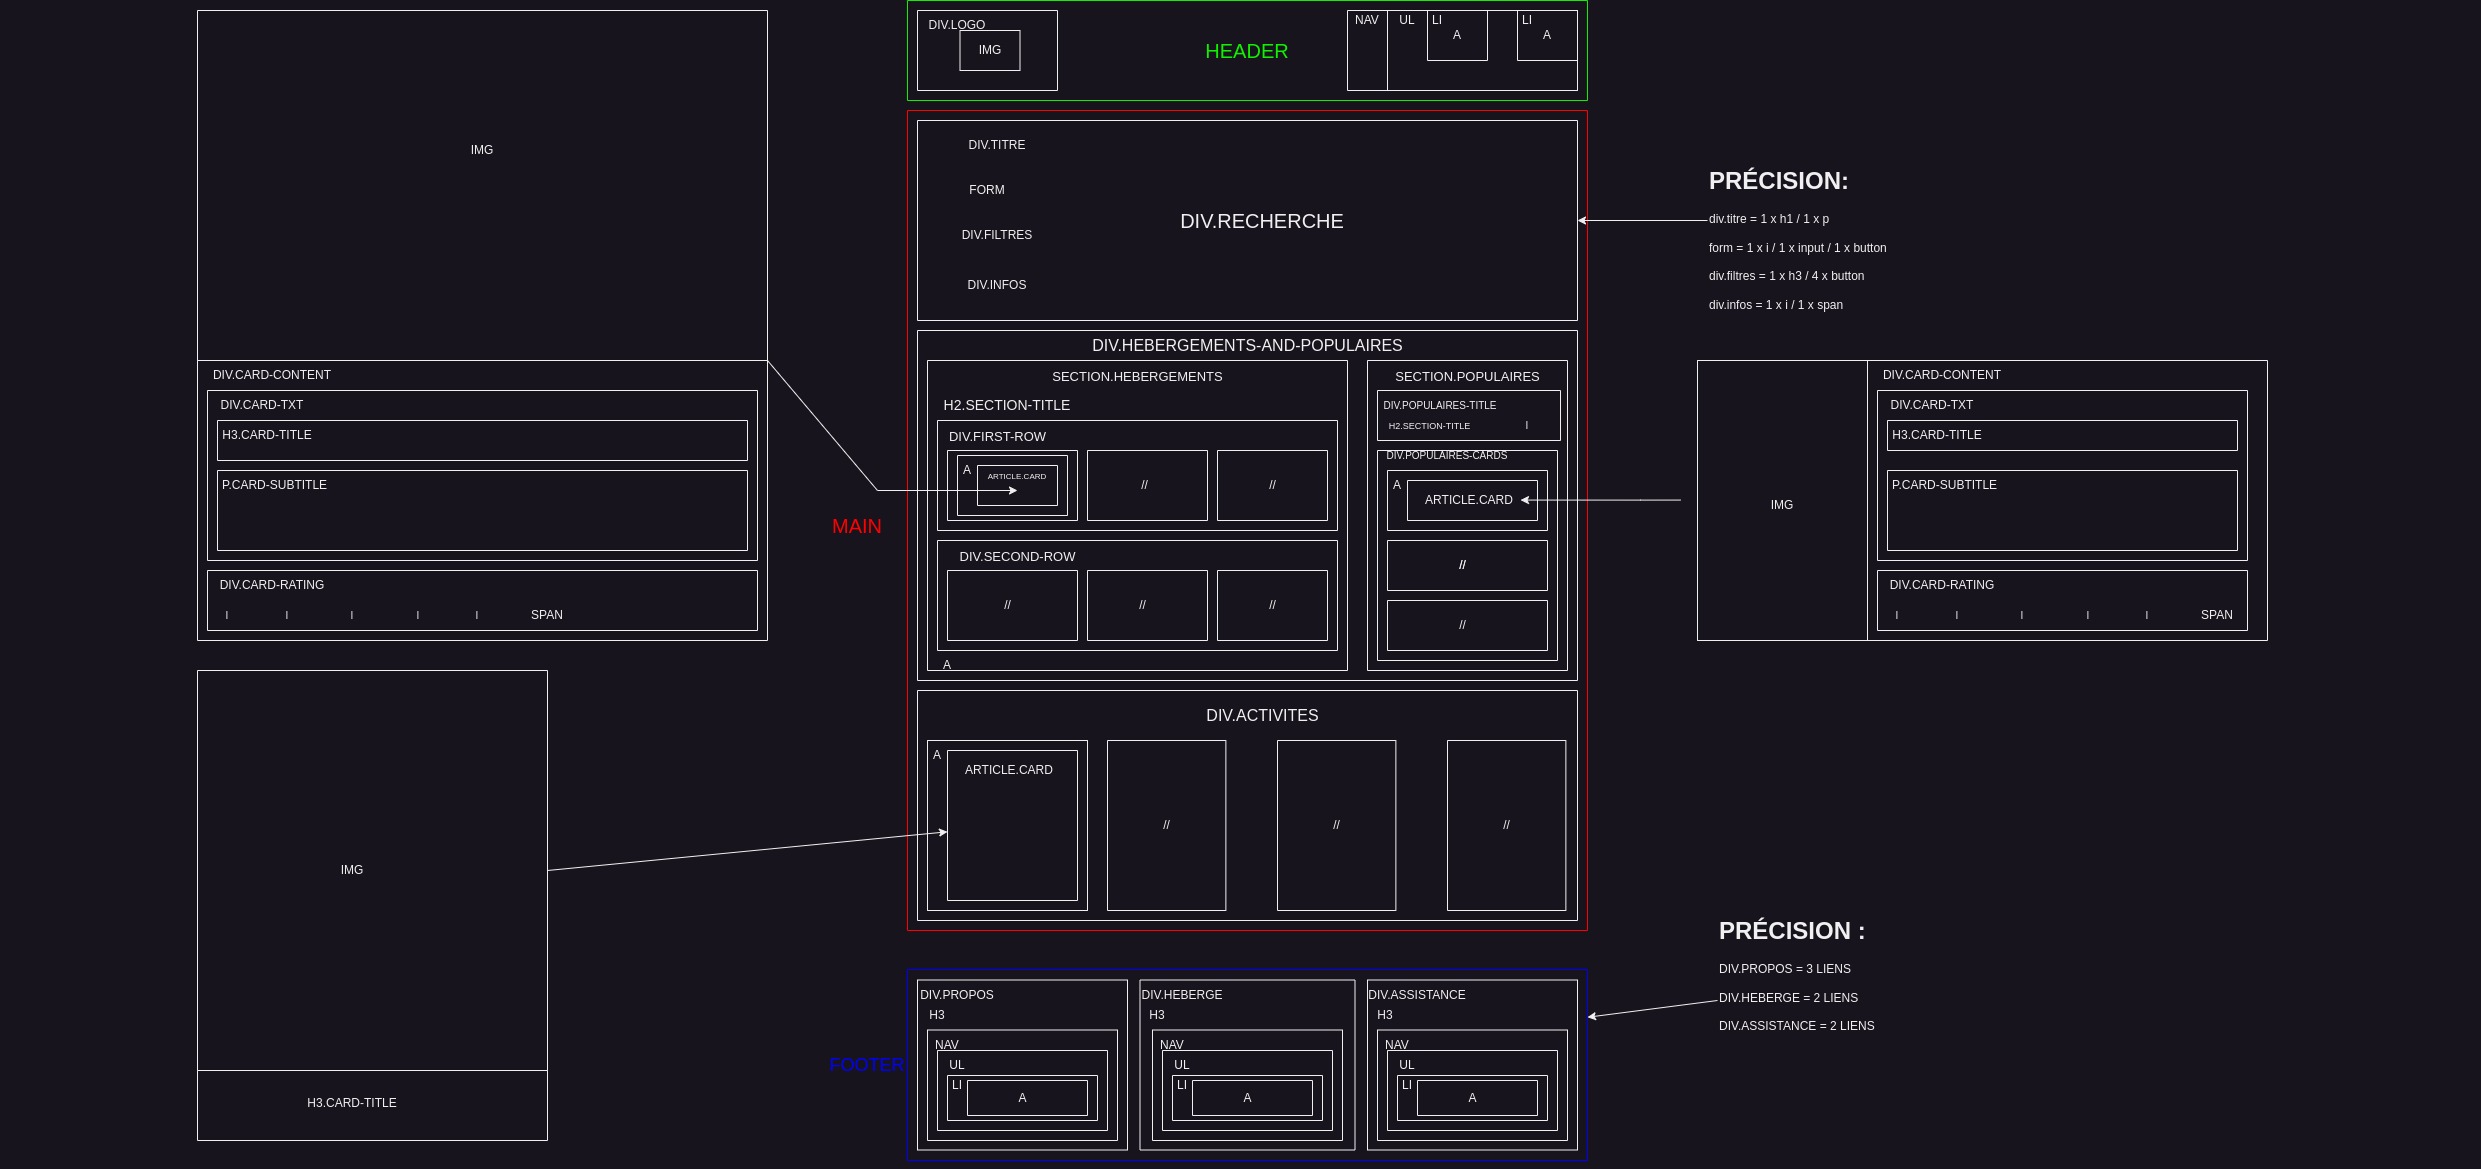 IMG
DIV.CARD-CONTENT
DIV.CARD-TXT
H3.CARD-TITLE
P.CARD-SUBTITLE
DIV.CARD-RATING
I I I I I SPAN
IMG
H3.CARD-TITLE
DIV.LOGO
IMG
HEADER
NAV UL LI LI
A A
MAIN
DIV.TITRE
FORM
DIV.RECHERCHE
DIV.FILTRES
DIV.INFOS
DIV.HEBERGEMENTS-AND-POPULAIRES
SECTION.HEBERGEMENTS
H2.SECTION-TITLE
DIV.FIRST-ROW
A ARTICLE.CARD
// //
DIV.SECOND-ROW
// // //
A
SECTION.POPULAIRES
DIV.POPULAIRES-TITLE
H2.SECTION-TITLE I
DIV.POPULAIRES-CARDS
A
ARTICLE.CARD
//
//
DIV.ACTIVITES
A
ARTICLE.CARD
// // //
FOOTER
DIV.PROPOS
H3
NAV
UL
LI
A
DIV.HEBERGE
H3
NAV
UL
LI
A
DIV.ASSISTANCE
H3
NAV
UL
LI
A
PRÉCISION:
div.titre = 1 x h1 / 1 x p
form = 1 x i / 1 x input / 1 x button
div.filtres = 1 x h3 / 4 x button
div.infos = 1 x i / 1 x span
IMG
DIV.CARD-CONTENT
DIV.CARD-TXT
H3.CARD-TITLE
P.CARD-SUBTITLE
DIV.CARD-RATING
I I I I I SPAN
PRÉCISION :
DIV.PROPOS = 3 LIENS
DIV.HEBERGE = 2 LIENS
DIV.ASSISTANCE = 2 LIENS